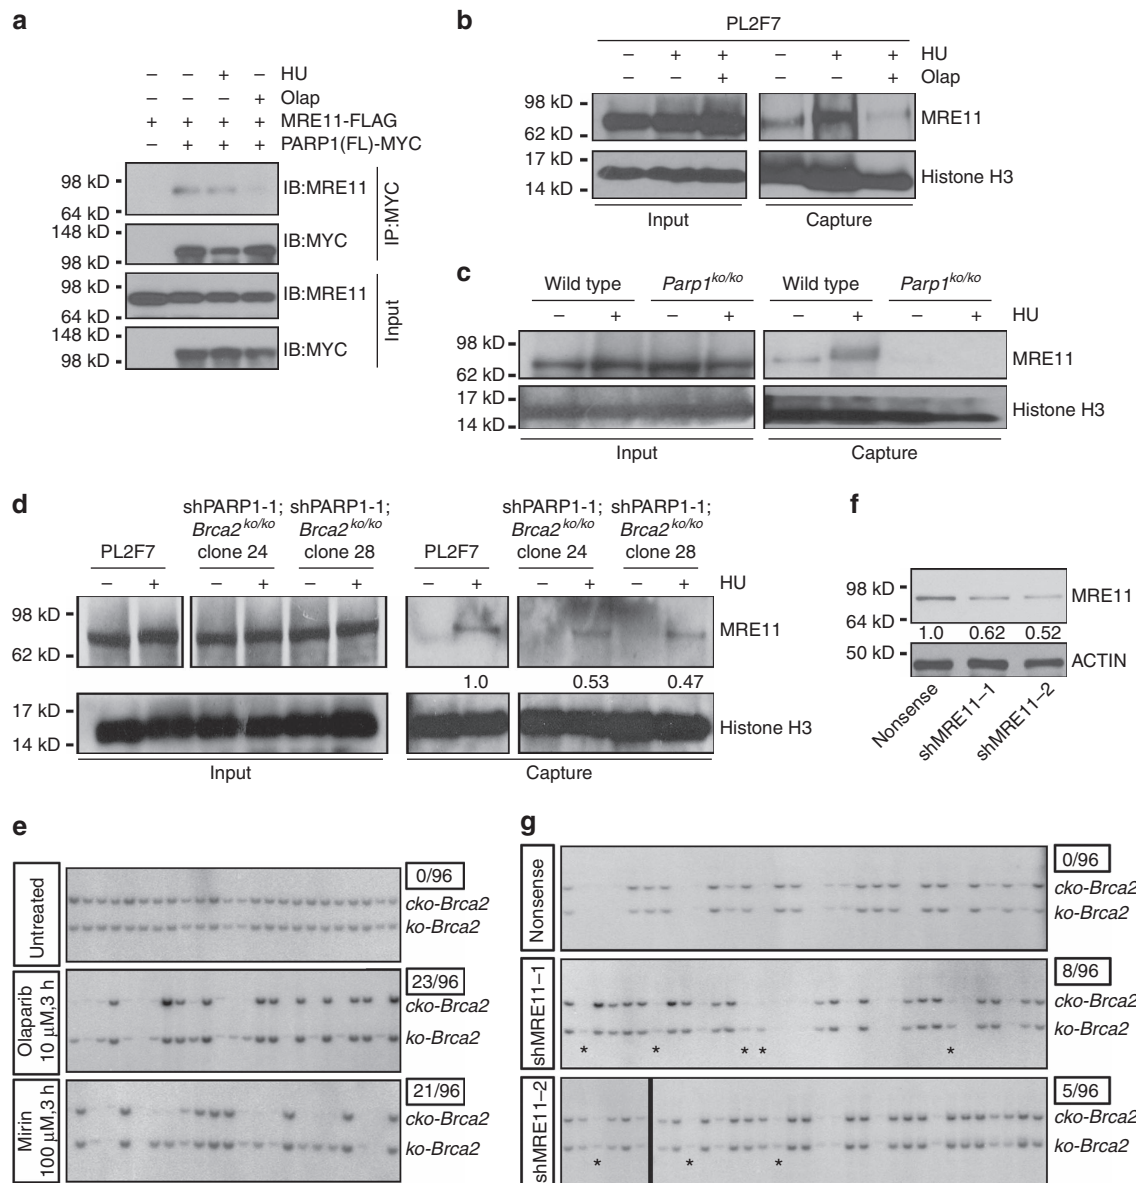 a
− − + − HU
− − − + Olap
+ + + + MRE11-FLAG
− + + + PARP1(FL)-MYC
98 kD
64 kD
IB:MRE11
148 kD
98 kD
IB:MYC
IP:MYC
98 kD
64 kD
IB:MRE11
148 kD
98 kD
IB:MYC
Input
b
PL2F7
− + + − + + HU
− − + − − + Olap
98 kD
62 kD
MRE11
17 kD
14 kD
Histone H3
Input
Capture
c
Wild type Parp1ko/ko Wild type Parp1ko/ko
− + − + − + − + HU
98 kD
62 kD
MRE11
17 kD
14 kD
Histone H3
Input
Capture
d
PL2F7
shPARP1-1;
Brca2ko/ko
clone 24
shPARP1-1;
Brca2ko/ko
clone 28
PL2F7
shPARP1-1;
Brca2ko/ko
clone 24
shPARP1-1;
Brca2ko/ko
clone 28
− + − + − + − + − + − + HU
98 kD
62 kD
MRE11
1.0 0.53 0.47
17 kD
14 kD
Histone H3
Input
Capture
f
98 kD
64 kD
MRE11
1.0 0.62 0.52
50 kD
ACTIN
Nonsense
shMRE11–1
shMRE11–2
e
Untreated
0/96
cko-Brca2
ko-Brca2
Olaparib
10 μM,3 h
23/96
cko-Brca2
ko-Brca2
Mirin
100 μM,3 h
21/96
cko-Brca2
ko-Brca2
g
Nonsense
0/96
cko-Brca2
ko-Brca2
shMRE11–1
8/96
cko-Brca2
ko-Brca2
* * * * *
shMRE11–2
5/96
cko-Brca2
ko-Brca2
* * *